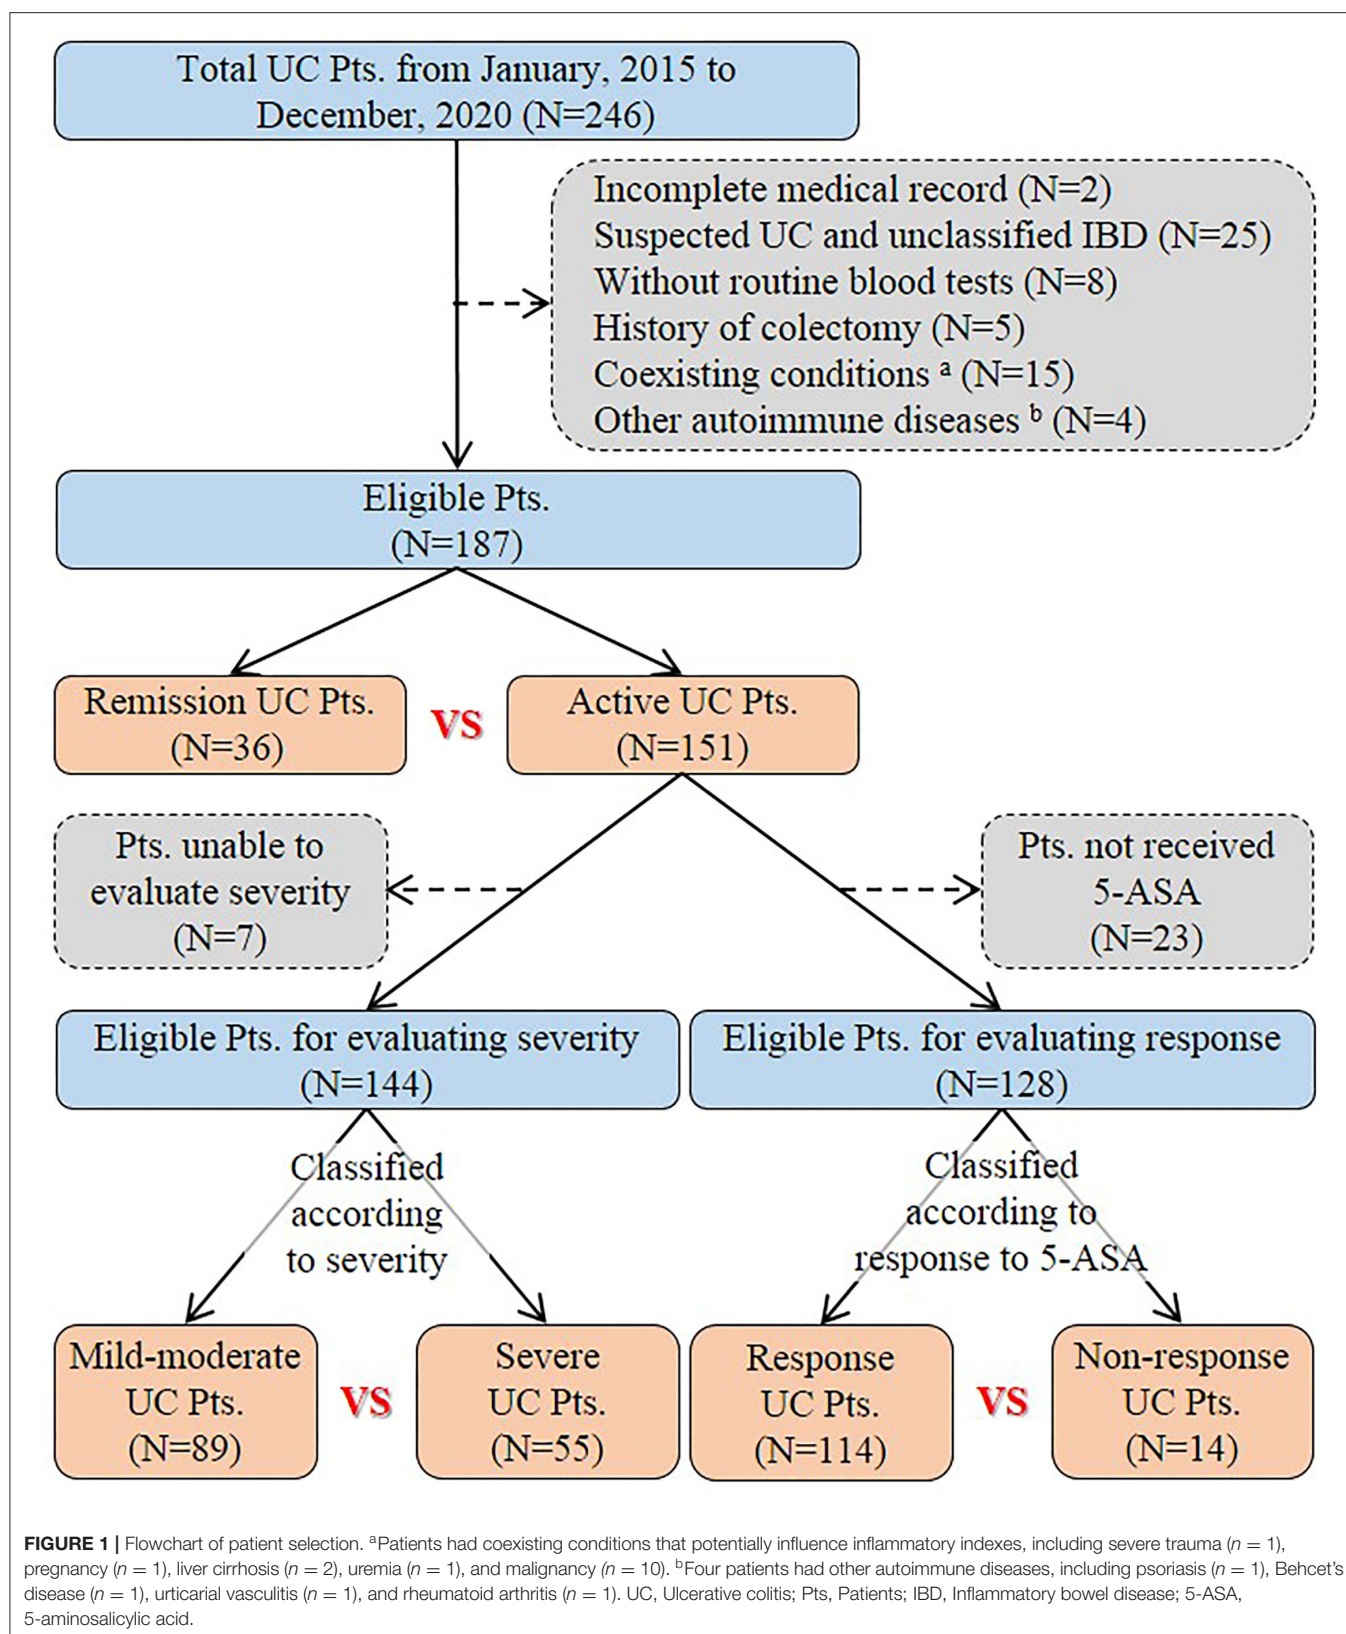 Total UC Pts. from January, 2015 to
December, 2020 (N=246)
Incomplete medical record (N=2)
Suspected UC and unclassified IBD (N=25)
Without routine blood tests (N=8)
History of colectomy (N=5)
Coexisting conditions a (N=15)
Other autoimmune diseases b (N=4)
Eligible Pts.
(N=187)
Remission UC Pts.
(N=36)
VS
Active UC Pts.
(N=151)
Pts. unable to
evaluate severity
(N=7)
Pts. not received
5-ASA
(N=23)
Eligible Pts. for evaluating severity
(N=144)
Eligible Pts. for evaluating response
(N=128)
Classified
according
to severity
Classified
according to
response to 5-ASA
Mild-moderate
UC Pts.
(N=89)
VS
Severe
UC Pts.
(N=55)
Response
UC Pts.
(N=114)
VS
Non-response
UC Pts.
(N=14)
FIGURE 1 | Flowchart of patient selection. aPatients had coexisting conditions that potentially influence inflammatory indexes, including severe trauma (n = 1),
pregnancy (n = 1), liver cirrhosis (n = 2), uremia (n = 1), and malignancy (n = 10). bFour patients had other autoimmune diseases, including psoriasis (n = 1), Behcet's
disease (n = 1), urticarial vasculitis (n = 1), and rheumatoid arthritis (n = 1). UC, Ulcerative colitis; Pts, Patients; IBD, Inflammatory bowel disease; 5-ASA,
5-aminosalicylic acid.